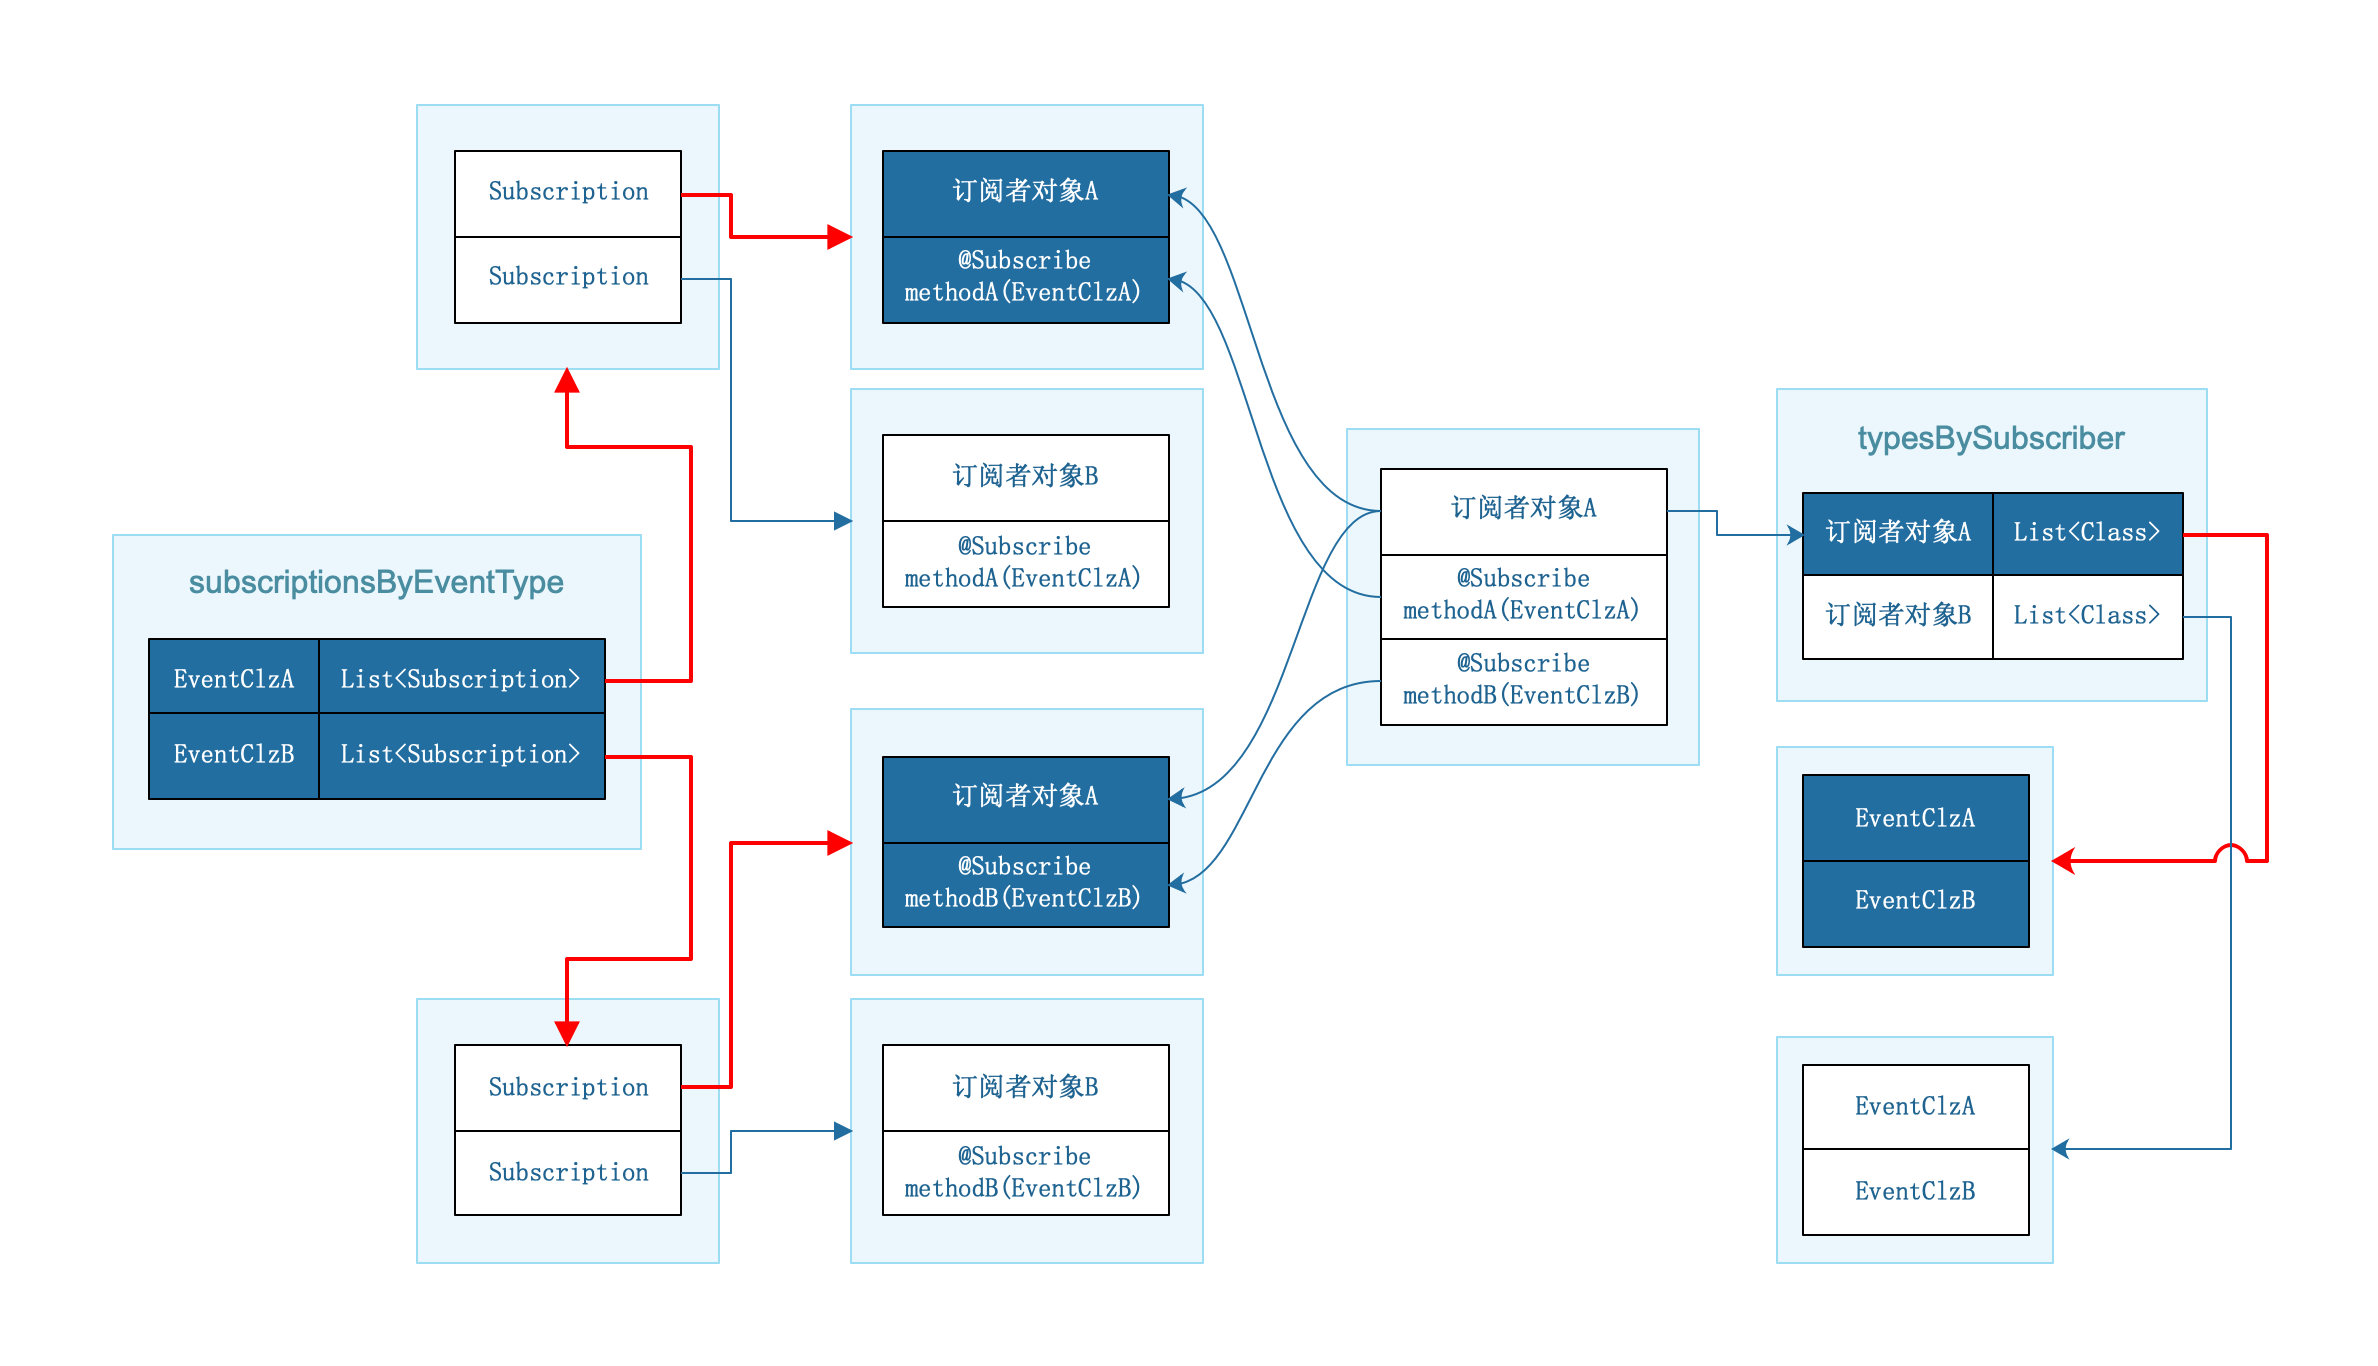 Subscription
Subscription
订阅者对象A
@Subscribe
methodA(EventClzA)
订阅者对象B
@Subscribe
methodA(EventClzA)
subscriptionsByEventType
EventClzA
List<Subscription>
EventClzB
List<Subscription>
订阅者对象A
@Subscribe
methodB(EventClzB)
Subscription
Subscription
订阅者对象B
@Subscribe
methodB(EventClzB)
订阅者对象A
@Subscribe
methodA(EventClzA)
@Subscribe
methodB(EventClzB)
typesBySubscriber
订阅者对象A
List<Class>
订阅者对象B
List<Class>
EventClzA
EventClzB
EventClzA
EventClzB